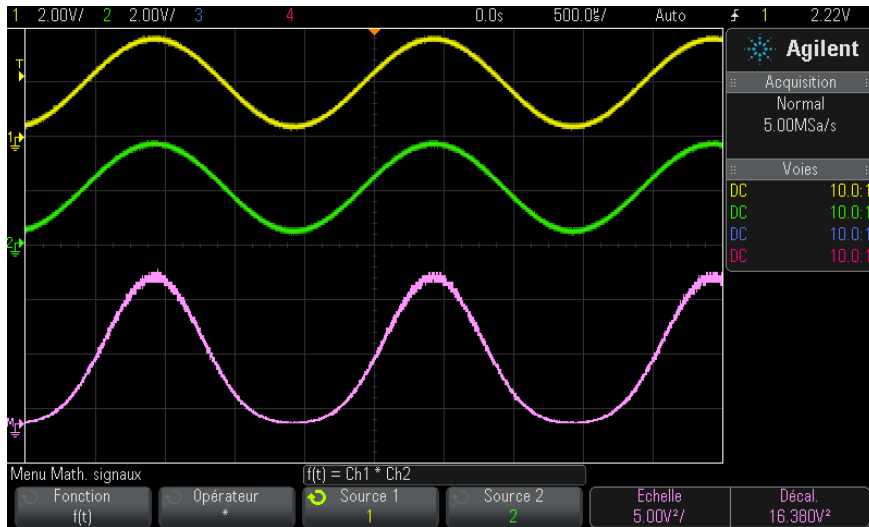 1 2.00V/ 2 2.00V/ 3 4 0.0s 500.0µ/ Auto 1 2.22V
Agilent
Acquisition
Normal
5.00MSa/s
Voies
DC 10.0:1
DC 10.0:1
DC 10.0:1
DC 10.0:1
T
1
2
M
Menu Math. signaux
f(t) = Ch1 * Ch2
Fonction
f(t)
Opérateur
*
Source 1
1
Source 2
2
Echelle
5.00V²/
Décal.
16.380V²